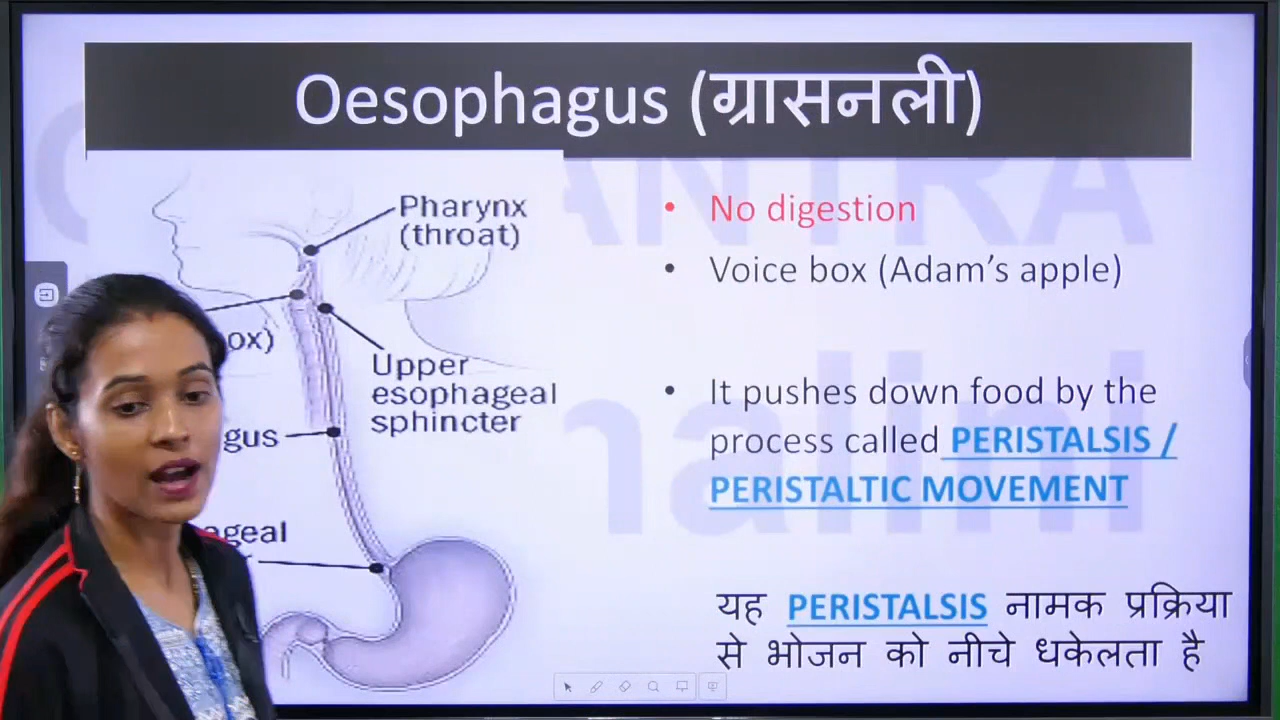 Oesophagus (ग्रासनली)
Pharynx
(throat)
ox)
Upper
esophageal
sphincter
gus
geal
• No digestion
• Voice box (Adam's apple)
• It pushes down food by the
process called PERISTALSIS /
PERISTALTIC MOVEMENT
यह PERISTALSIS नामक प्रक्रिया
से भोजन को नीचे धकेलता है